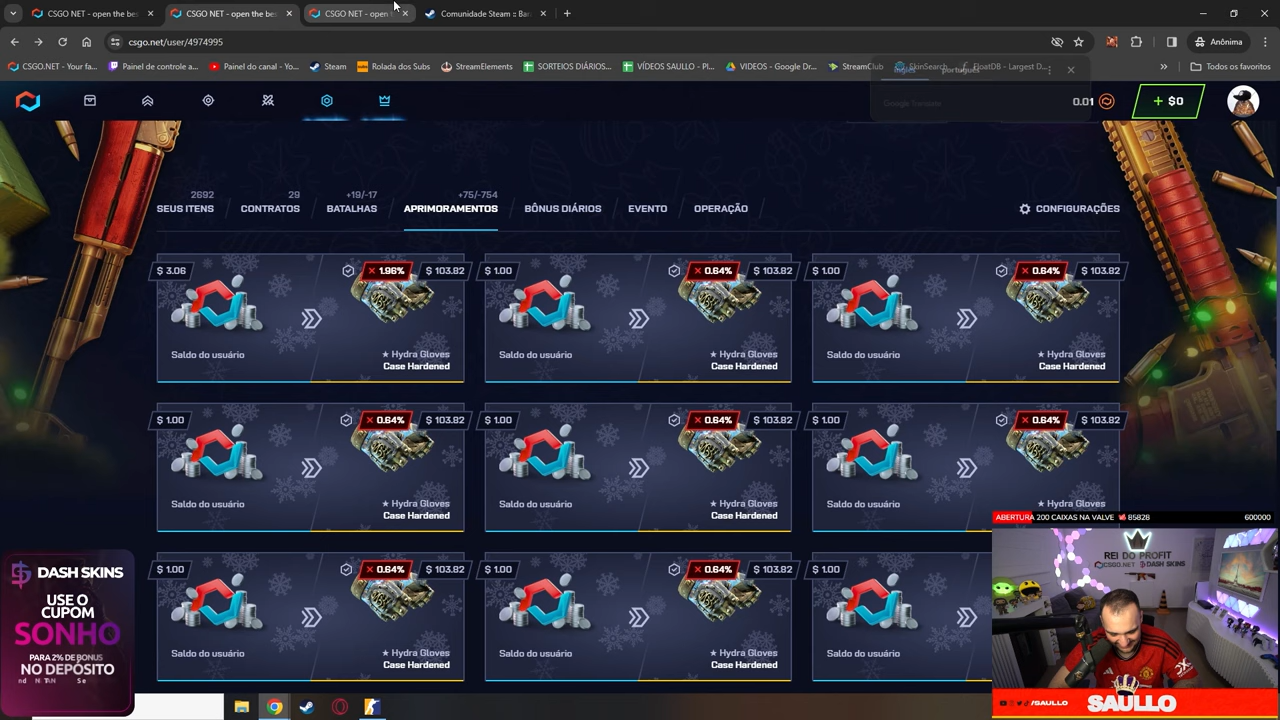 CSGO NET - open the bes
CSGO NET - open the bes
CSGO NET - open
Comunidade Steam :: Ban
csgo.net/user/4974995
Anônima
CSGO.NET - Your fa...
Painel de controle a...
Painel do canal - Yo...
Steam
Rolada dos Subs
StreamElements
SORTEIOS DIÁRIOS...
VÍDEOS SAULLO - Pl...
VIDEOS - Google Dr...
StreamClub
SkinSearch
FloatDB - Largest D...
Todos os favoritos
inglês
português
Google Translate
0.01
+ $0
2692
29
+19/-17
+75/-754
SEUS ITENS
CONTRATOS
BATALHAS
APRIMORAMENTOS
BÔNUS DIÁRIOS
EVENTO
OPERAÇÃO
CONFIGURAÇÕES
$ 3.06
1.96%
$ 103.82
Saldo do usuário
★ Hydra Gloves
Case Hardened
$ 1.00
0.64%
$ 103.82
Saldo do usuário
★ Hydra Gloves
Case Hardened
$ 1.00
0.64%
$ 103.82
Saldo do usuário
★ Hydra Gloves
Case Hardened
$ 1.00
0.64%
$ 103.82
Saldo do usuário
★ Hydra Gloves
Case Hardened
$ 1.00
0.64%
$ 103.82
Saldo do usuário
★ Hydra Gloves
Case Hardened
$ 1.00
0.64%
$ 103.82
Saldo do usuário
★ Hydra Gloves
$ 1.00
0.64%
$ 103.82
Saldo do usuário
★ Hydra Gloves
Case Hardened
$ 1.00
0.64%
$ 103.82
Saldo do usuário
★ Hydra Gloves
Case Hardened
$ 1.00
Saldo do usuário
DASH SKINS
USE O
CUPOM
SONHO
PARA 2% DE BONUS
NO DEPÓSITO
ABERTURA 200 CAIXAS NA VALVE
85828
600000
REI DO PROFIT
CSGO.NET
DASH SKINS
/SAULLO
SAULLO